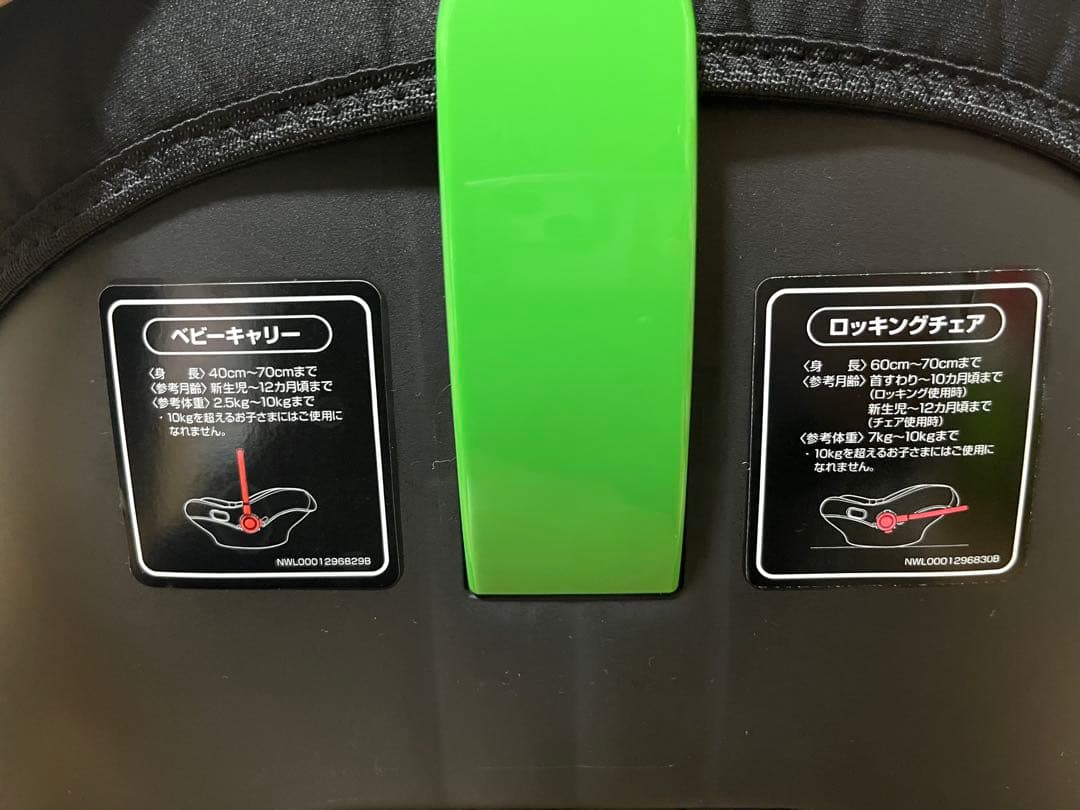 ベビーキャリー
〈身　長〉40cm〜70cmまで
〈参考月齢〉新生児〜12カ月頃まで
〈参考体重〉2.5kg〜10kgまで
・10kgを超えるお子さまにはご使用に
なれません。
NWL0001296829B
ロッキングチェア
〈身　長〉60cm〜70cmまで
〈参考月齢〉首すわり〜10カ月頃まで
(ロッキング使用時)
新生児〜12カ月頃まで
(チェア使用時)
〈参考体重〉7kg〜10kgまで
・10kgを超えるお子さまにはご使用に
なれません。
NWL0001296830B